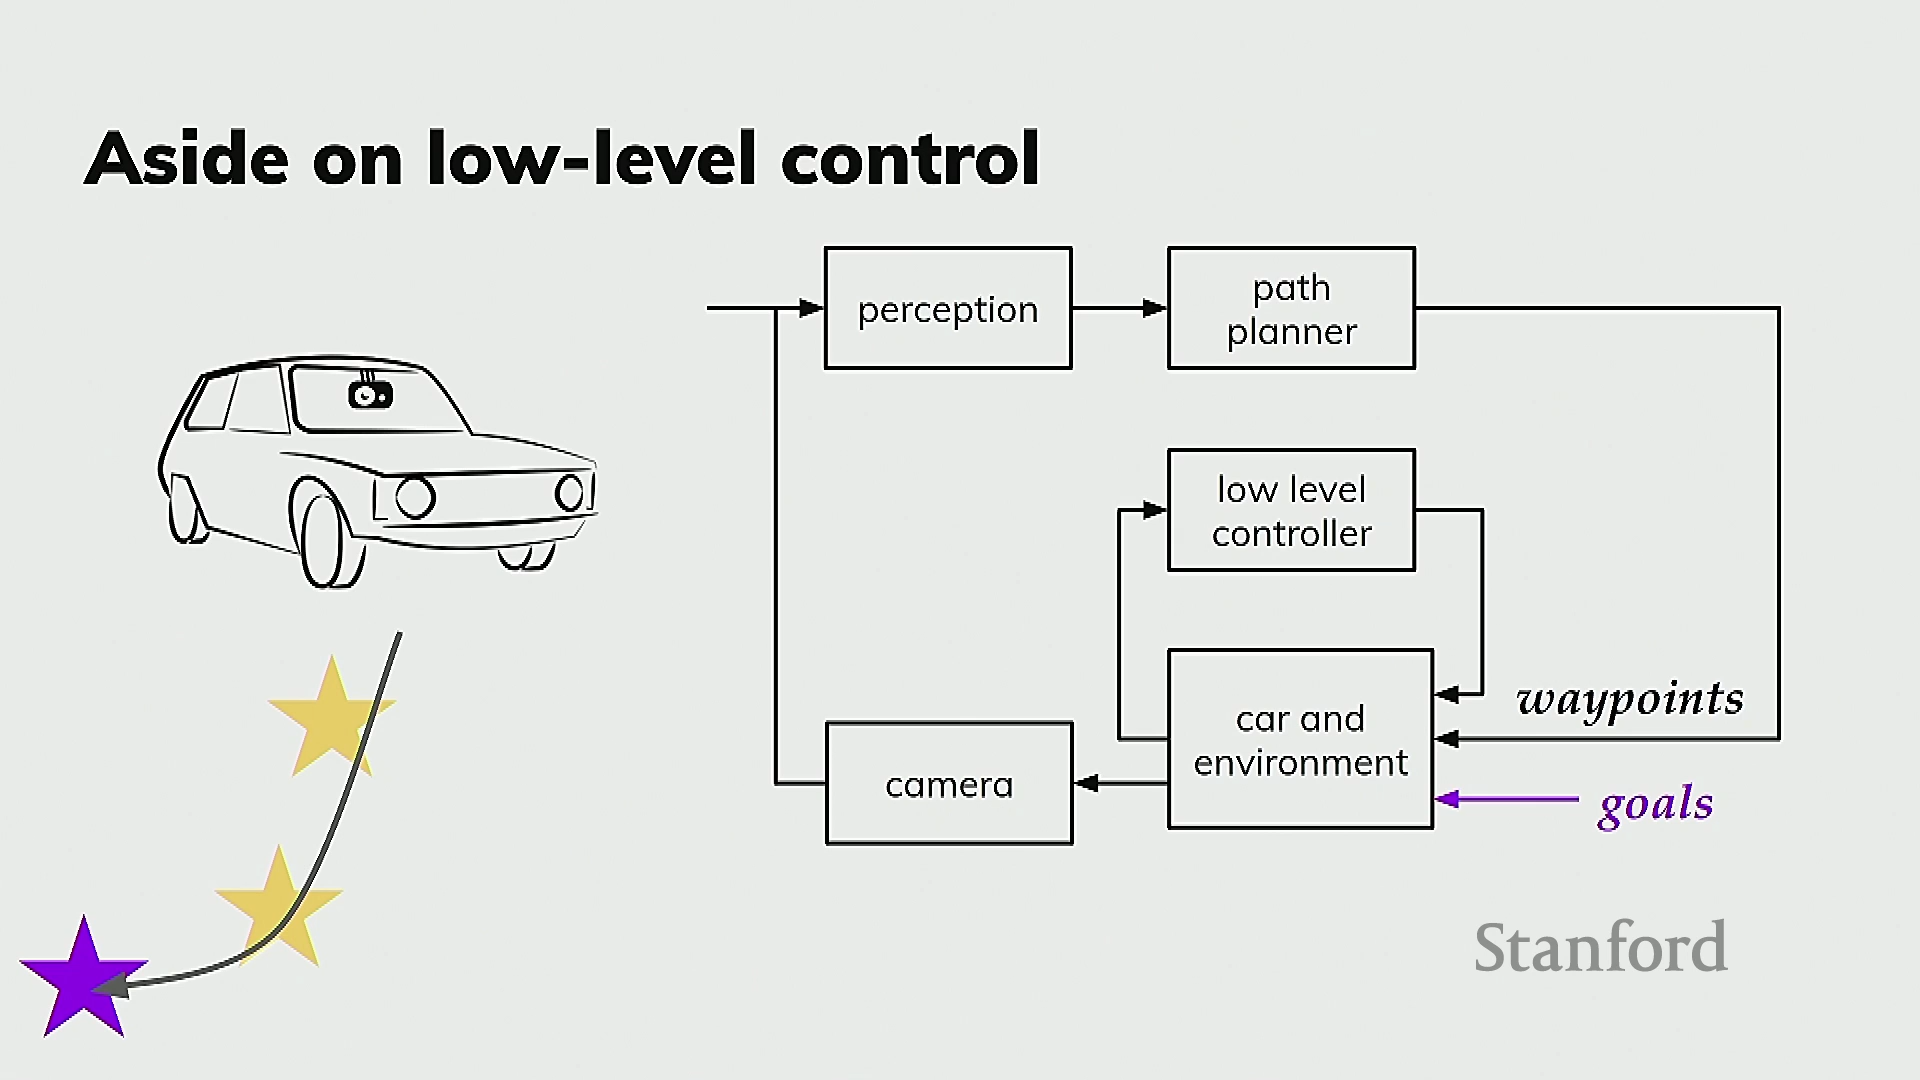 Aside on low-level control
perception
path
planner
low level
controller
car and
environment
waypoints
camera
goals
Stanford